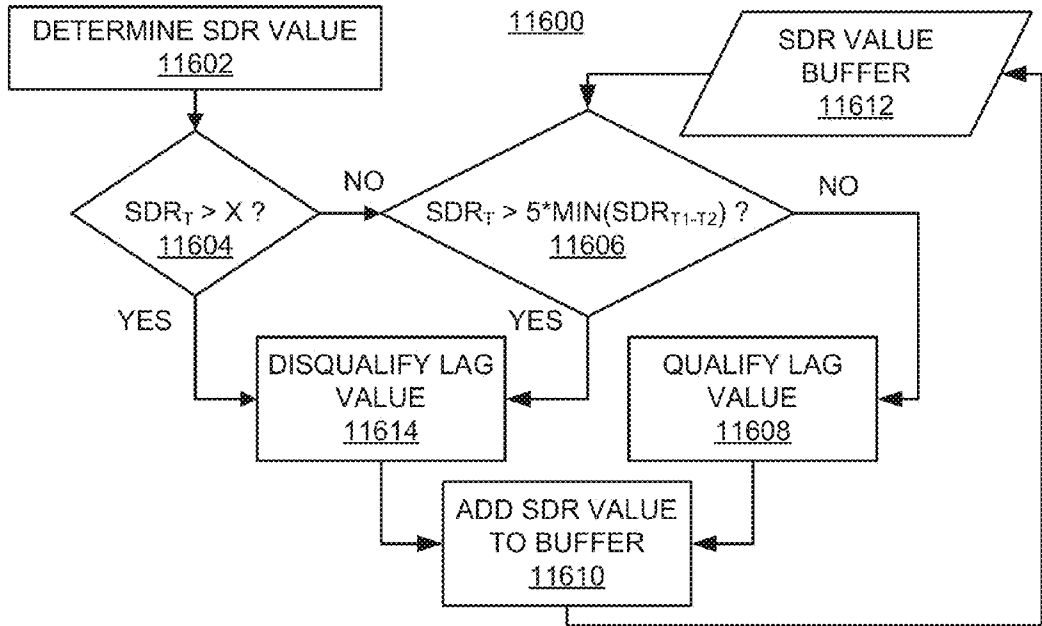 DETERMINE SDR VALUE
11602
11600
SDR VALUE
BUFFER
11612
SDR_T > X ?
11604
NO
SDR_T > 5*MIN(SDR_T1-T2) ?
11606
NO
YES
YES
DISQUALIFY LAG
VALUE
11614
QUALIFY LAG
VALUE
11608
ADD SDR VALUE
TO BUFFER
11610